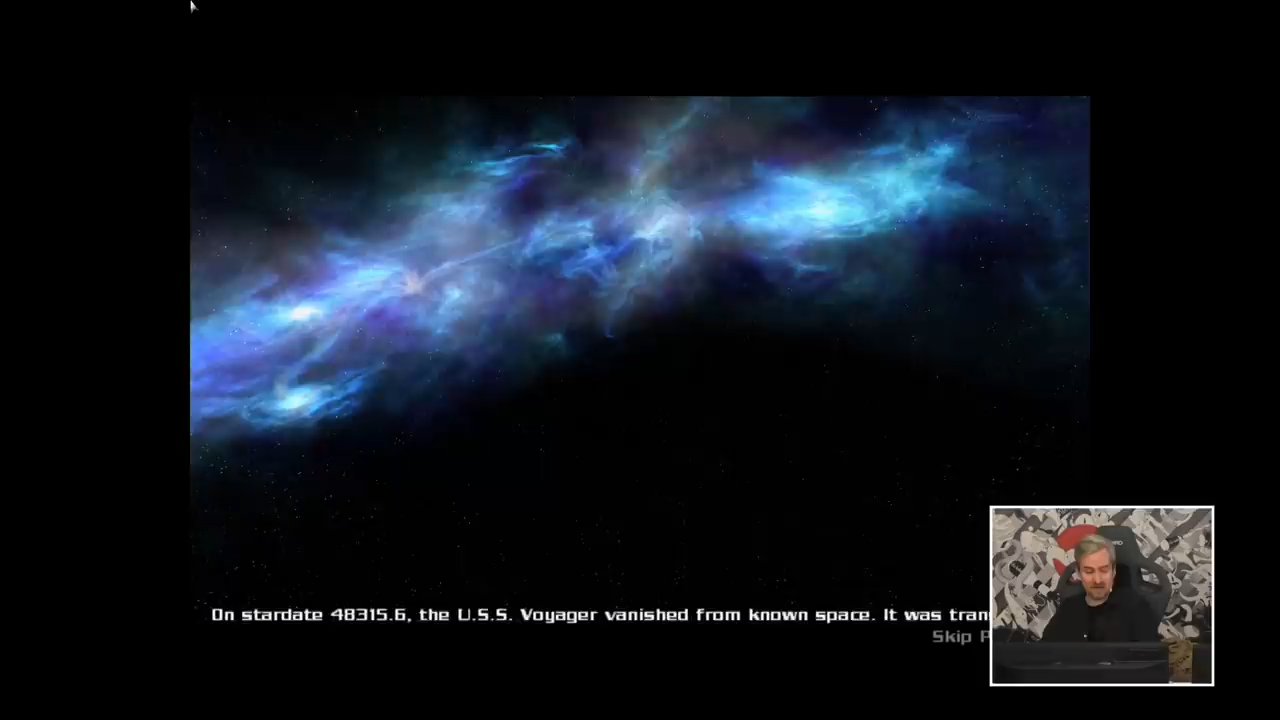 On stardate 48315.6, the U.S.S. Voyager vanished from known space. It was
Skip